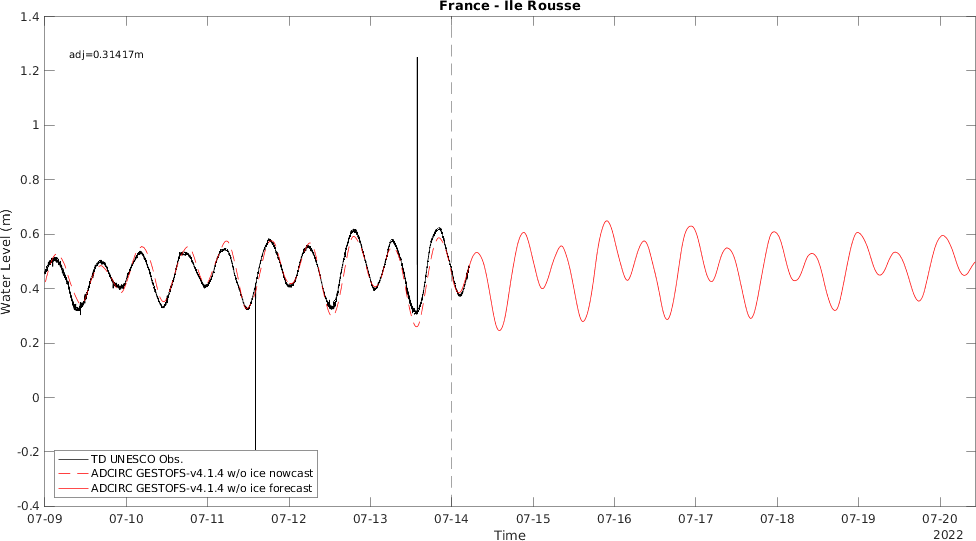 France - Ile Rousse
adj=0.31417m
1.4
1.2
1
0.8
0.6
0.4
0.2
0
-0.2
-0.4
Water Level (m)
TD UNESCO Obs.
ADCIRC GESTOFS-v4.1.4 w/o ice nowcast
ADCIRC GESTOFS-v4.1.4 w/o ice forecast
07-09 07-10 07-11 07-12 07-13 07-14 07-15 07-16 07-17 07-18 07-19 07-20
Time
2022